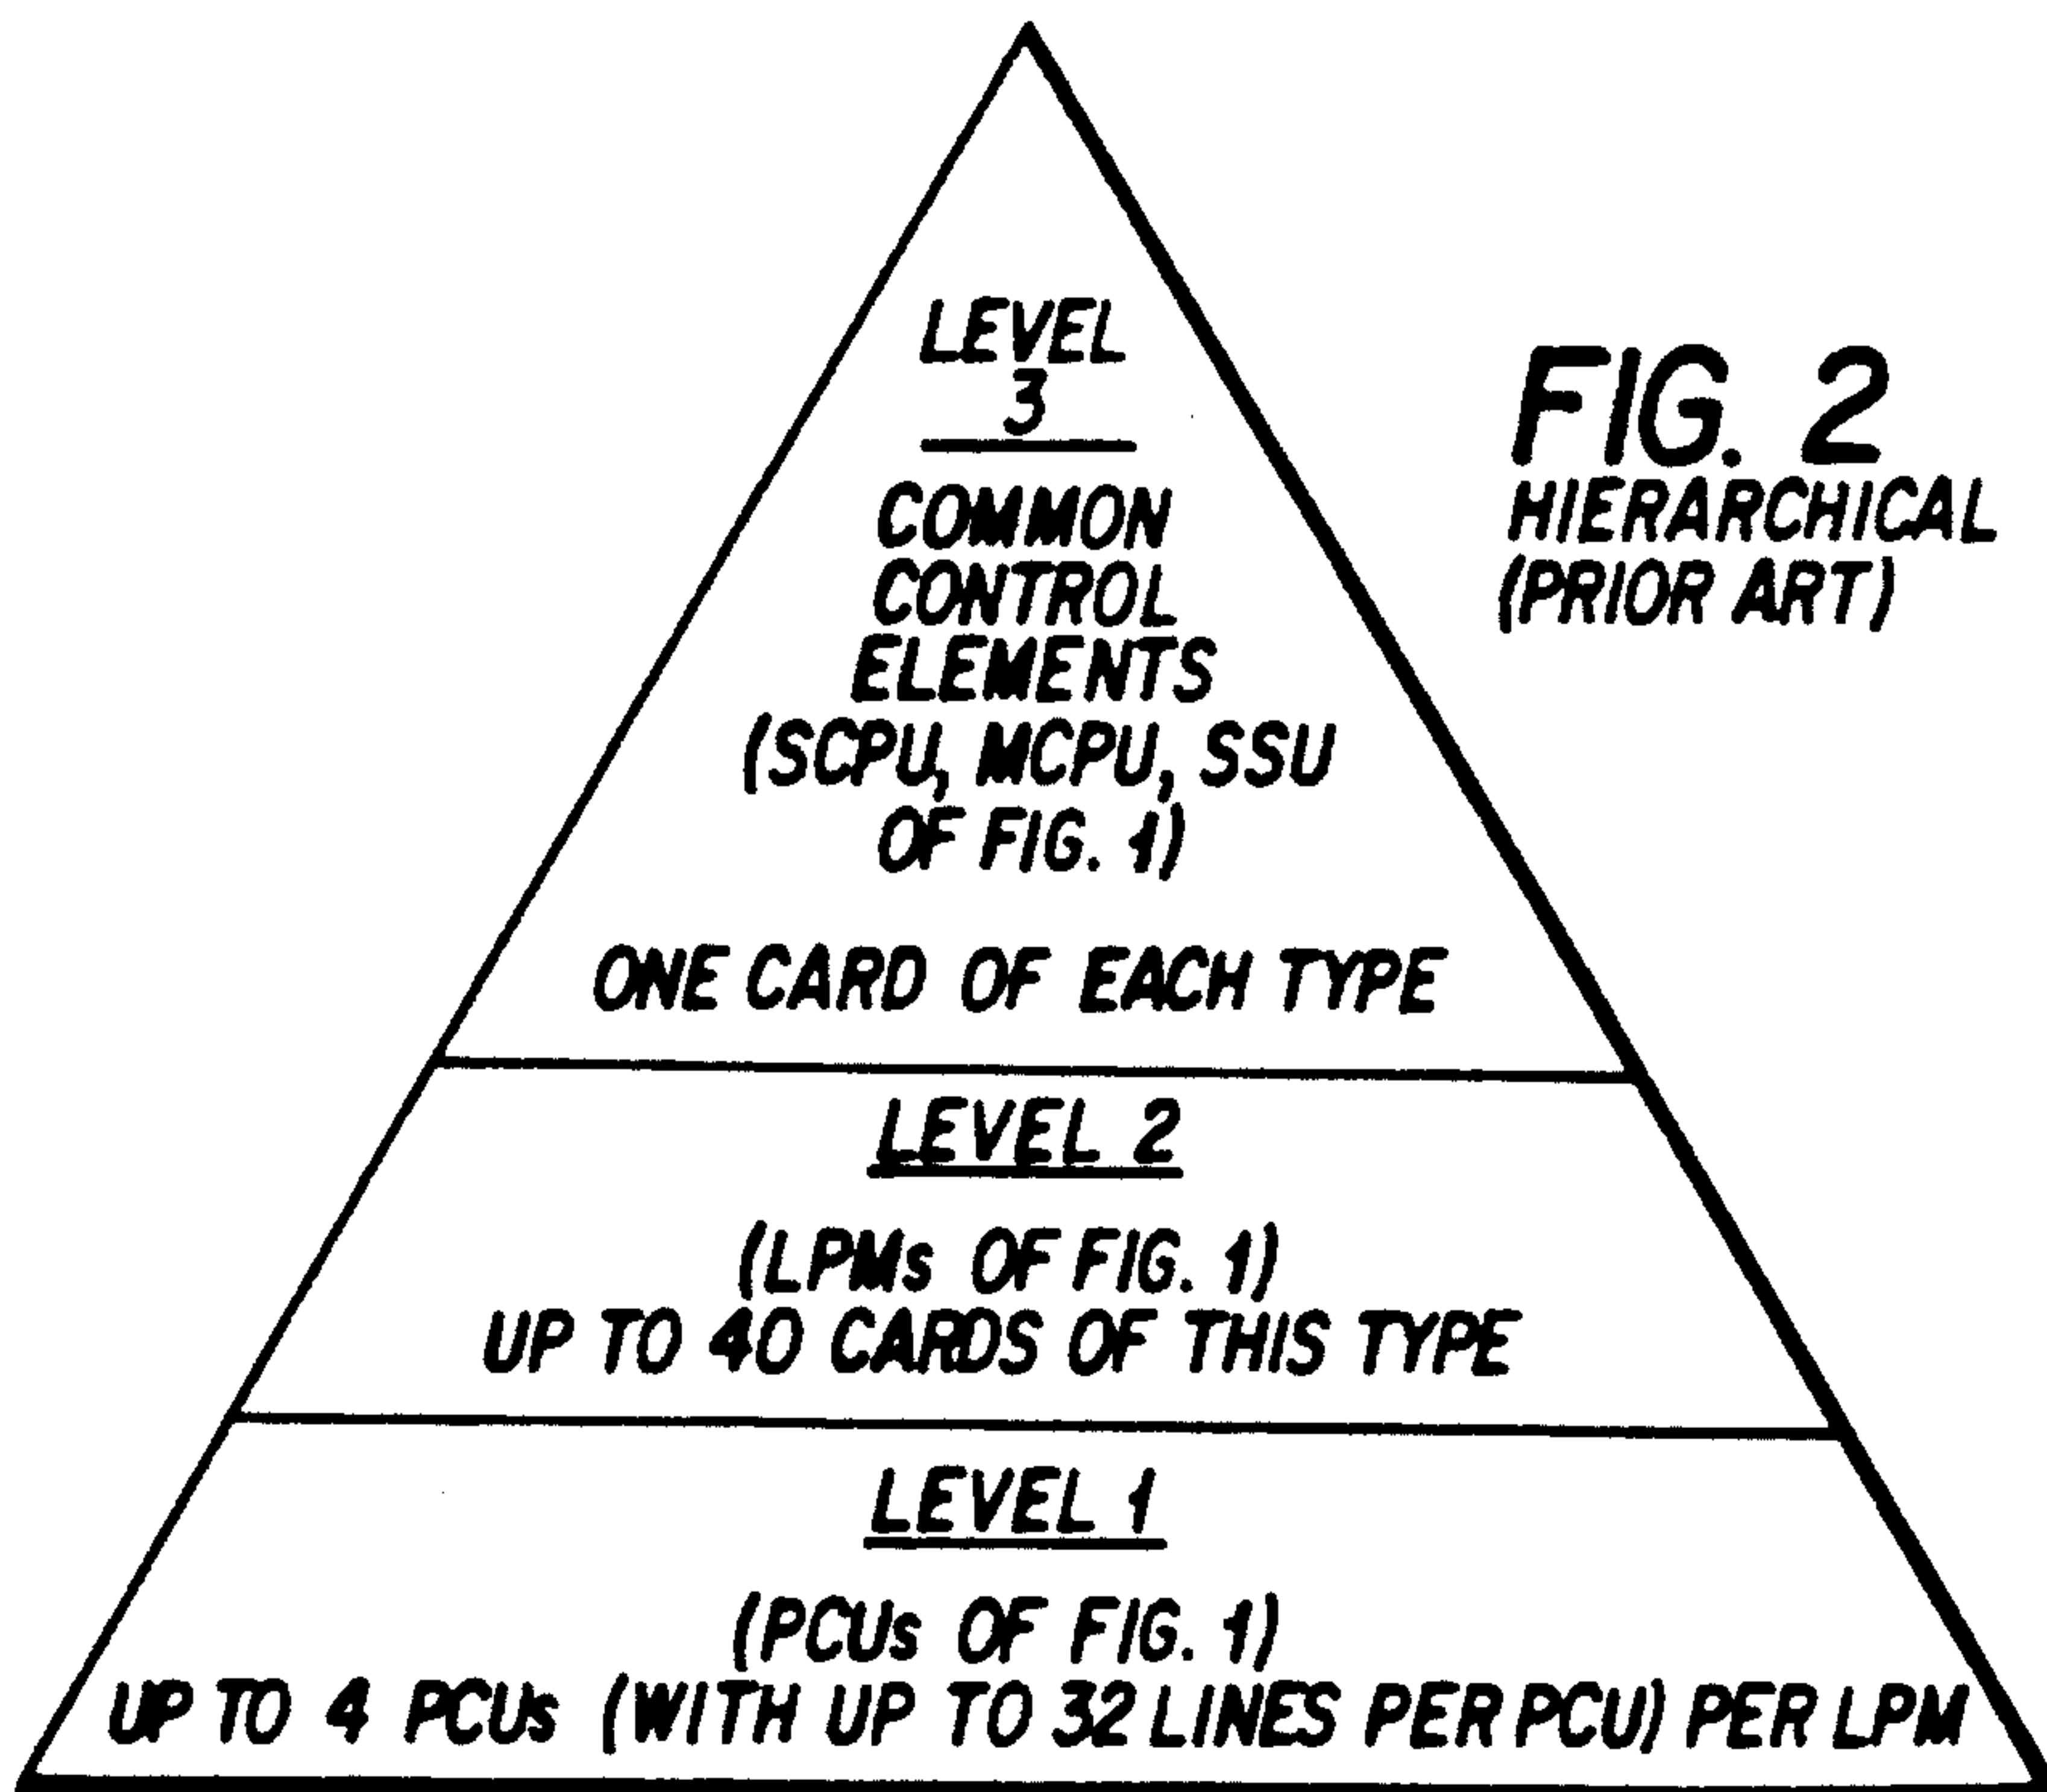 LEVEL
3
COMMON
CONTROL
ELEMENTS
(SCPU, MCPU, SSU
OF FIG. 1)
ONE CARD OF EACH TYPE
LEVEL 2
(LPMs OF FIG. 1)
UP TO 40 CARDS OF THIS TYPE
LEVEL 1
(PCUs OF FIG. 1)
UP TO 4 PCUs (WITH UP TO 32 LINES PER PCU) PER LPM
FIG. 2
HIERARCHICAL
(PRIOR ART)